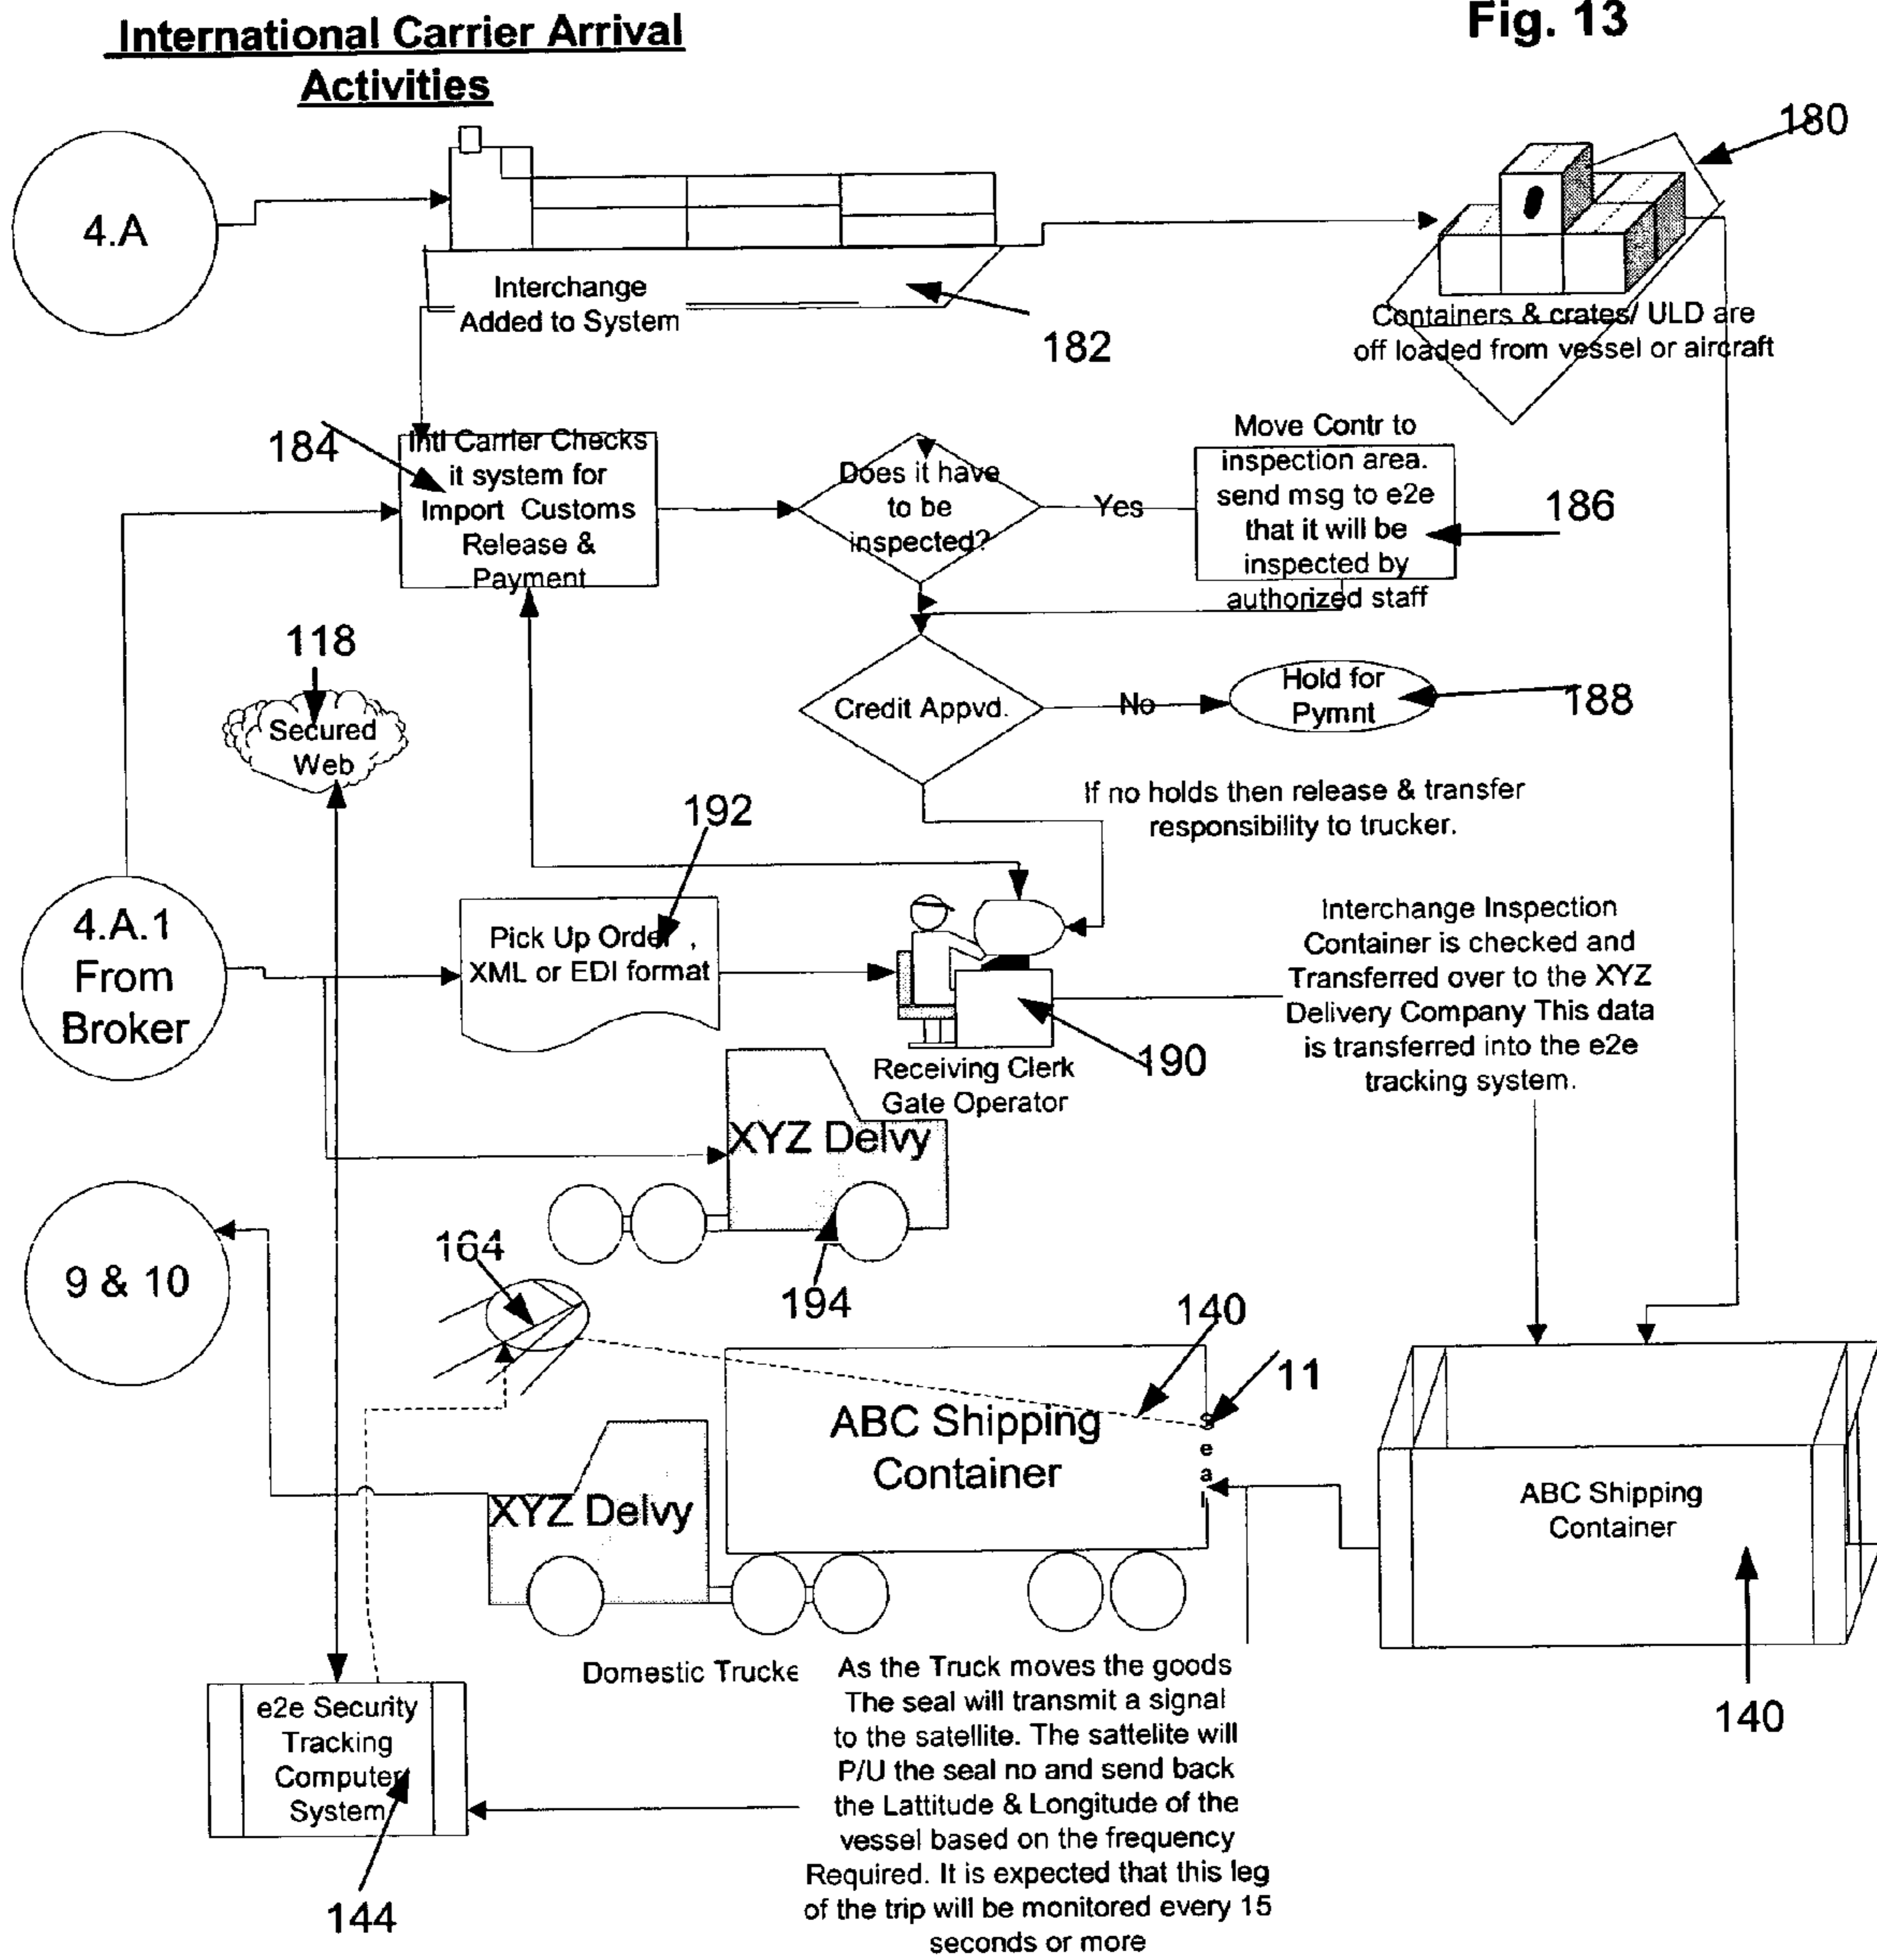 International Carrier Arrival
Activities
Fig. 13
180
4.A
Interchange
Added to System
182
Containers & crates/ ULD are
off loaded from vessel or aircraft
184
Intl Carrier Checks
it system for
Import Customs
Release &
Payment
Does it have
to be
inspected?
Yes
Move Contr to
inspection area.
send msg to e2e
that it will be
inspected by
authorized staff
186
118
Secured
Web
Credit Appvd.
No
Hold for
Pymnt
188
If no holds then release & transfer
responsibility to trucker.
192
4.A.1
From
Broker
Pick Up Order ,
XML or EDI format
Receiving Clerk
Gate Operator
190
Interchange Inspection
Container is checked and
Transferred over to the XYZ
Delivery Company This data
is transferred into the e2e
tracking system.
XYZ Delvy
194
9 & 10
164
140
11
ABC Shipping
Container
Seal
XYZ Delvy
ABC Shipping
Container
140
Domestic Trucke
As the Truck moves the goods
The seal will transmit a signal
to the satellite. The sattelite will
P/U the seal no and send back
the Lattitude & Longitude of the
vessel based on the frequency
Required. It is expected that this leg
of the trip will be monitored every 15
seconds or more
e2e Security
Tracking
Computer
System
144